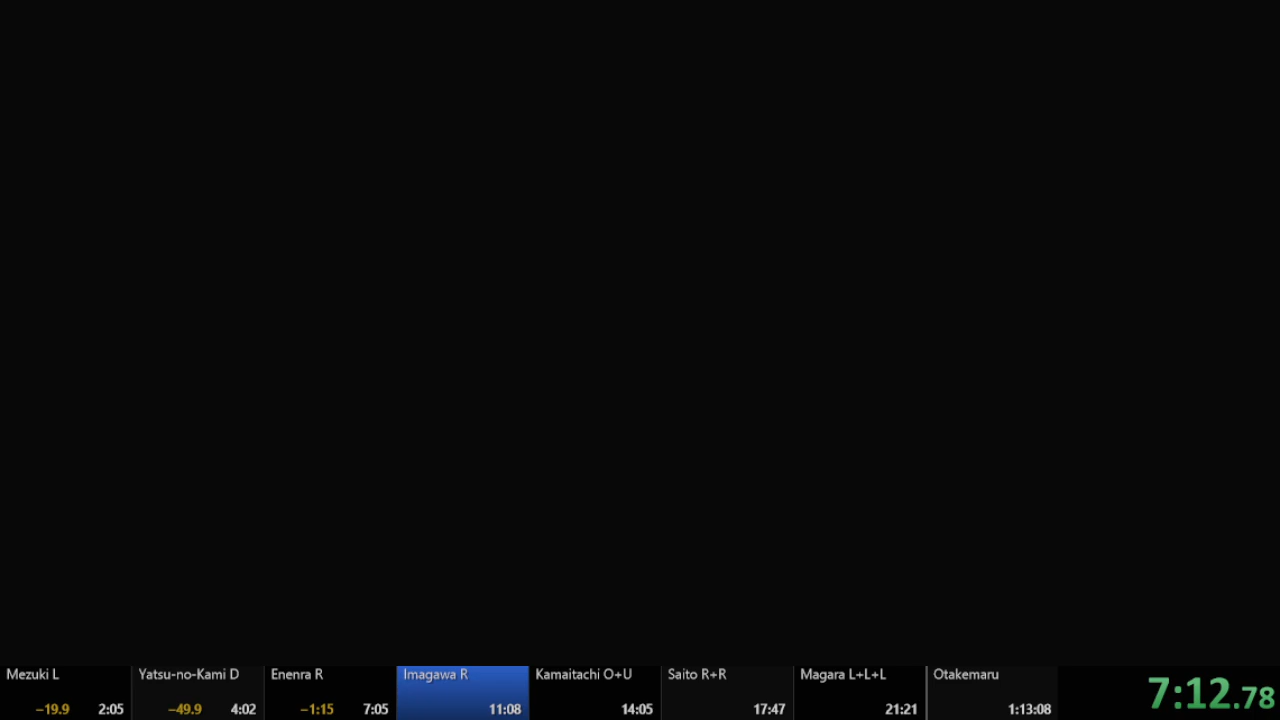 Mezuki L
−19.9 2:05
Yatsu-no-Kami D
−49.9 4:02
Enenra R
−1:15 7:05
Imagawa R
11:08
Kamaitachi O+U
14:05
Saito R+R
17:47
Magara L+L+L
21:21
Otakemaru
1:13:08
7:12.78